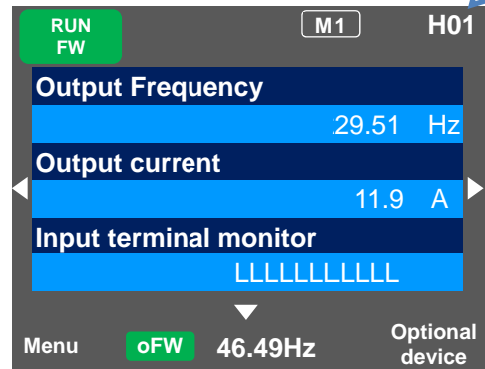 RUN
FW
M1
H01
Output Frequency
29.51 Hz
Output current
11.9 A
Input terminal monitor
LLLLLLLLLLL
Menu
oFW
46.49Hz
Optional
device